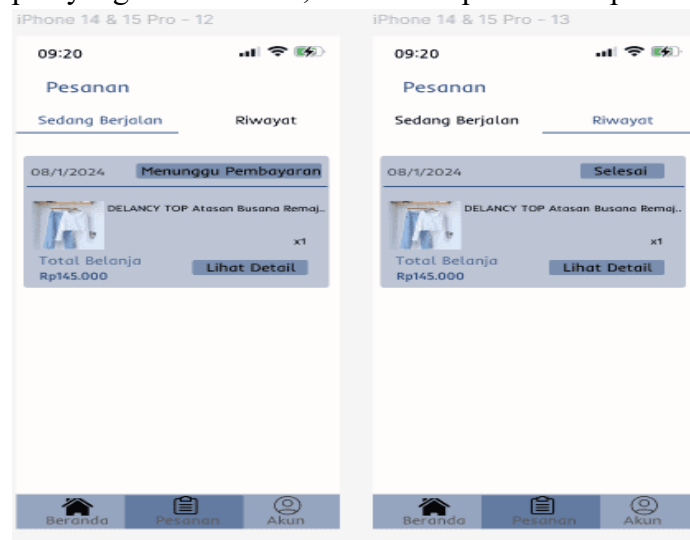 iPhone 14 & 15 Pro – 12
09:20
Pesanan
Sedang Berjalan Riwayat
08/1/2024 Menunggu Pembayaran
DELANCY TOP Atasan Busana Remaj..
x1
Total Belanja
Rp145.000
Lihat Detail
Beranda Pesanan Akun
iPhone 14 & 15 Pro – 13
09:20
Pesanan
Sedang Berjalan Riwayat
08/1/2024 Selesai
DELANCY TOP Atasan Busana Remaj..
x1
Total Belanja
Rp145.000
Lihat Detail
Beranda Pesanan Akun